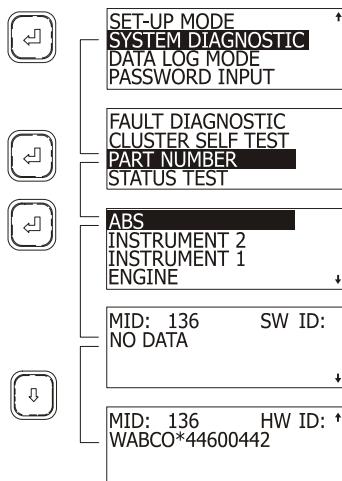 SET-UP MODE
SYSTEM DIAGNOSTIC
DATA LOG MODE
PASSWORD INPUT
FAULT DIAGNOSTIC
CLUSTER SELF TEST
PART NUMBER
STATUS TEST
ABS
INSTRUMENT 2
INSTRUMENT 1
ENGINE
MID: 136 SW ID:
NO DATA
MID: 136 HW ID:
WABCO*44600442